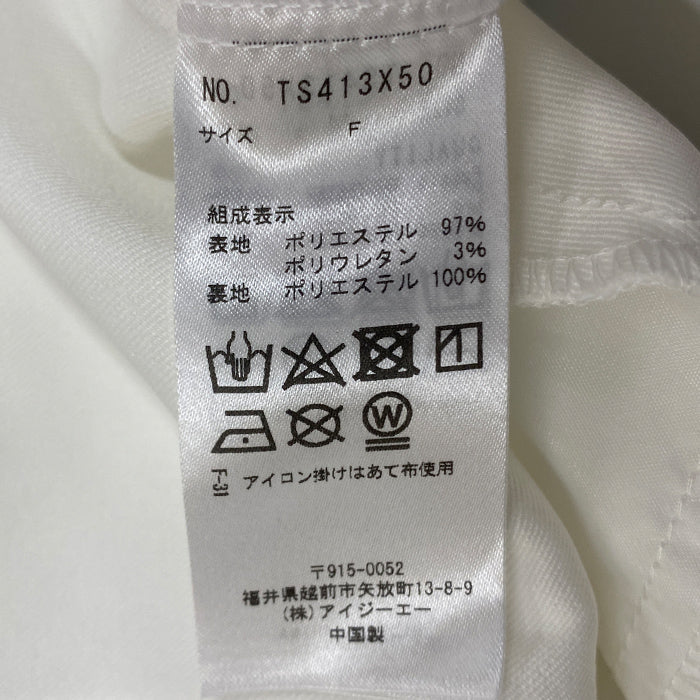 NO. TS413X50
サイズ F
組成表示
表地 ポリエステル 97%
ポリウレタン 3%
裏地 ポリエステル 100%
W
F-31 アイロン掛けはあて布使用
〒915-0052
福井県越前市矢放町13-8-9
(株)アイジーエー
中国製